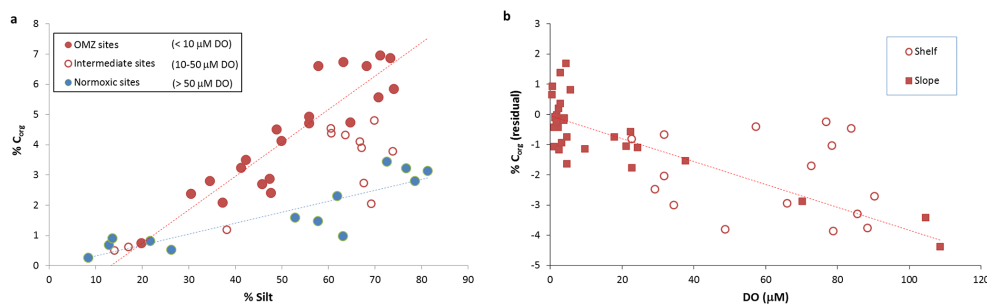 a
% Corg
8
7
6
5
4
3
2
1
0
OMZ sites (< 10 µM DO)
Intermediate sites (10-50 µM DO)
Normoxic sites (> 50 µM DO)
0 10 20 30 40 50 60 70 80 90
% Silt
b
% Corg (residual)
3
2
1
0
-1
-2
-3
-4
-5
Shelf
Slope
0 20 40 60 80 100 120
DO (µM)